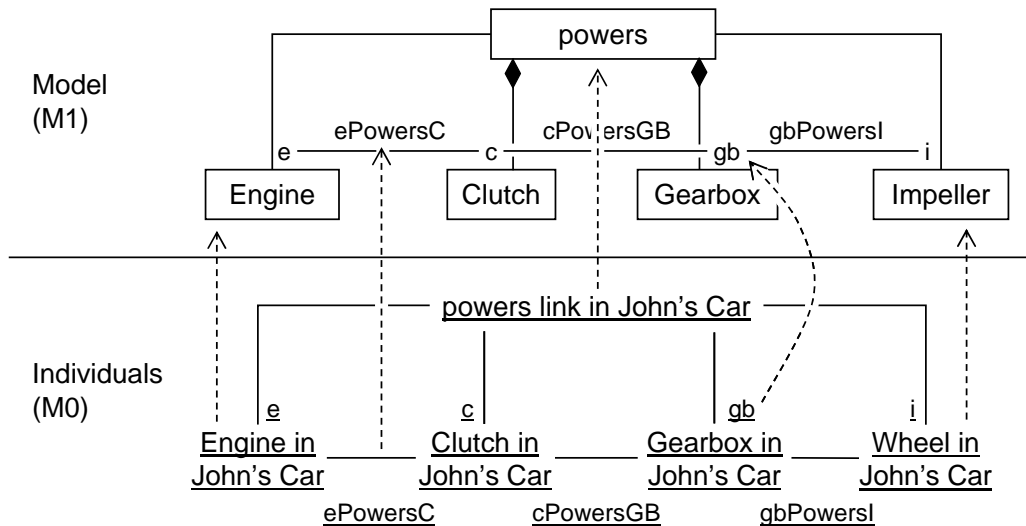 powers
Model
(M1)
ePowersC
cPowersGB
gbPowersI
e
c
gb
i
Engine
Clutch
Gearbox
Impeller
powers link in John's Car
Individuals
(M0)
e
c
gb
i
Engine in
John's Car
Clutch in
John's Car
Gearbox in
John's Car
Wheel in
John's Car
ePowersC
cPowersGB
gbPowersI